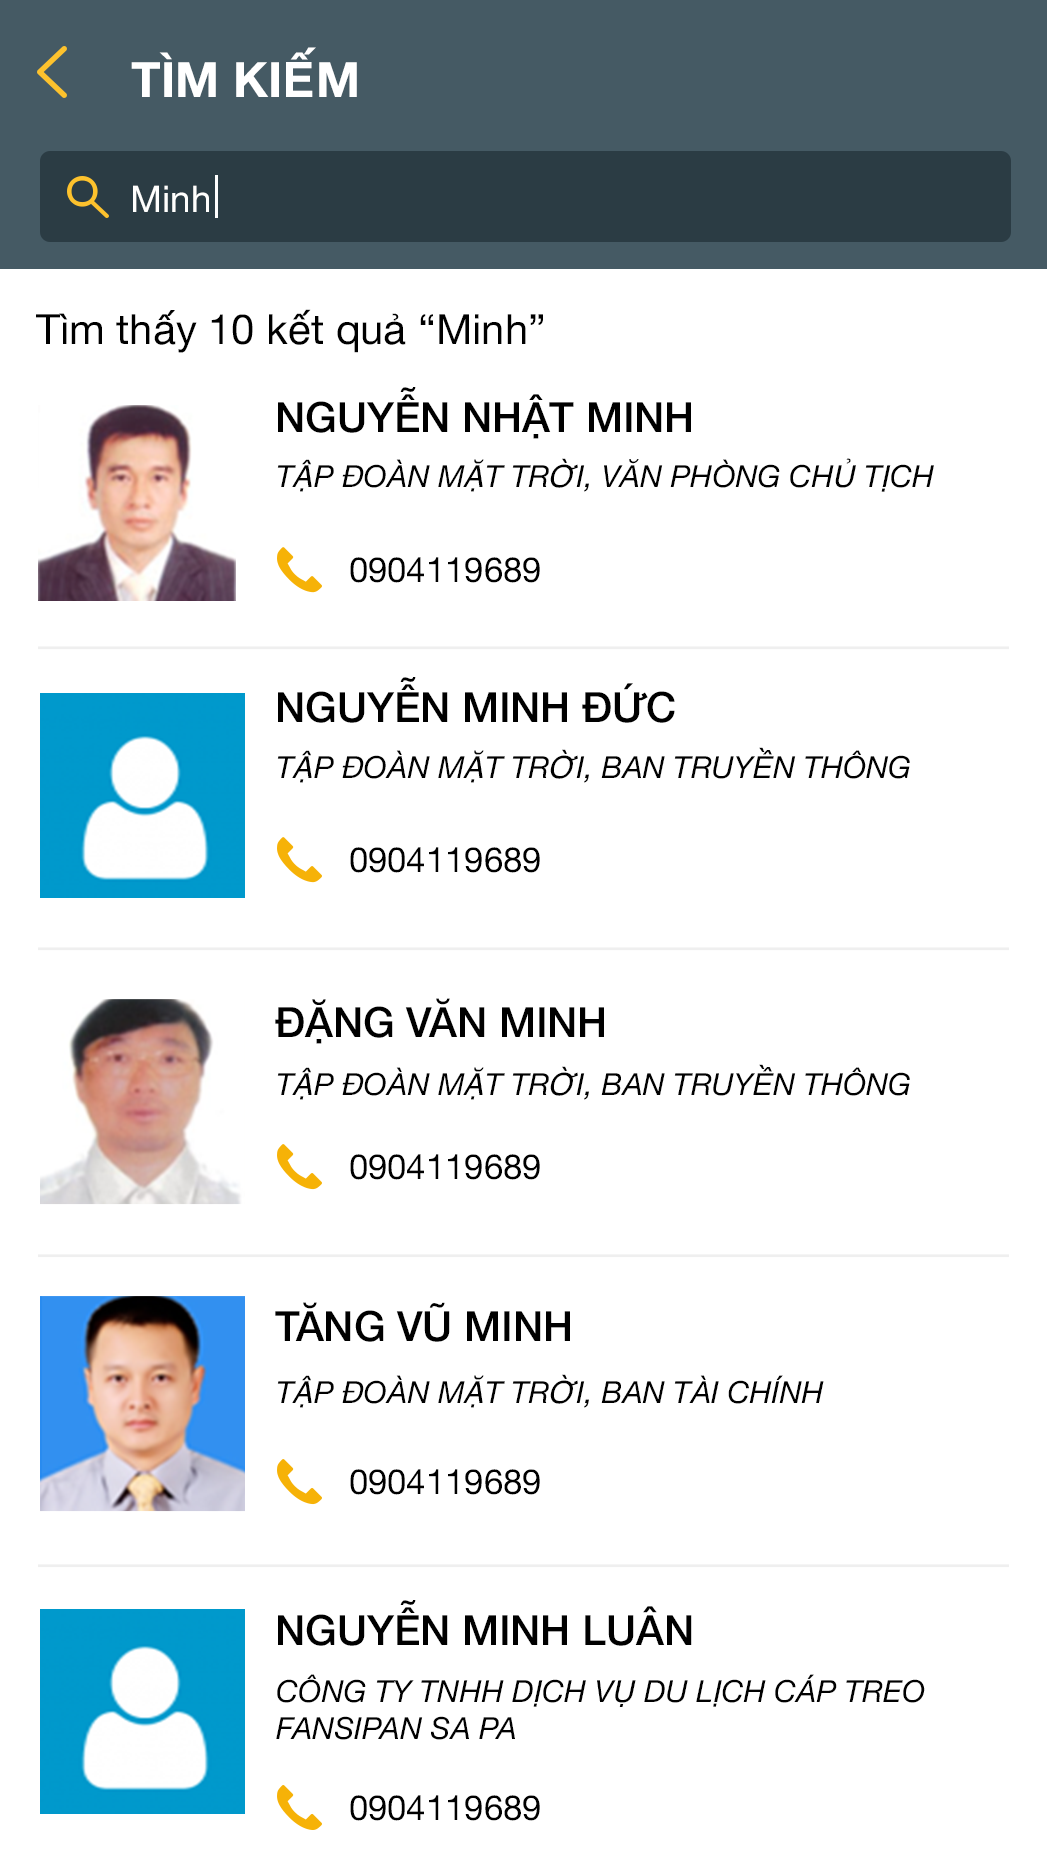 TÌM KIẾM
Minh
Tìm thấy 10 kết quả “Minh”
NGUYỄN NHẬT MINH
TẬP ĐOÀN MẶT TRỜI, VĂN PHÒNG CHỦ TỊCH
0904119689
NGUYỄN MINH ĐỨC
TẬP ĐOÀN MẶT TRỜI, BAN TRUYỀN THÔNG
0904119689
ĐẶNG VĂN MINH
TẬP ĐOÀN MẶT TRỜI, BAN TRUYỀN THÔNG
0904119689
TĂNG VŨ MINH
TẬP ĐOÀN MẶT TRỜI, BAN TÀI CHÍNH
0904119689
NGUYỄN MINH LUÂN
CÔNG TY TNHH DỊCH VỤ DU LỊCH CÁP TREO
FANSIPAN SA PA
0904119689